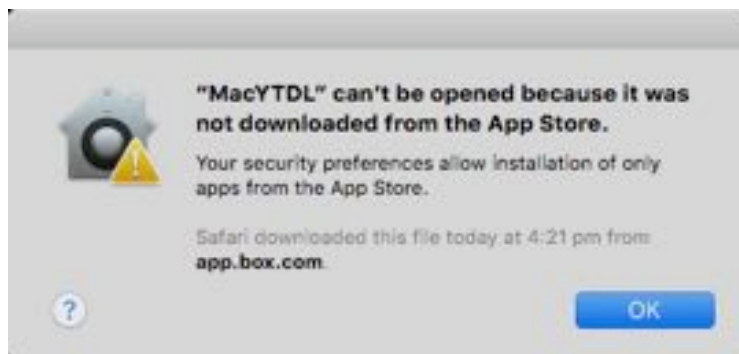 “MacYTDL” can’t be opened because it was
not downloaded from the App Store.
Your security preferences allow installation of only
apps from the App Store.
Safari downloaded this file today at 4:21 pm from
app.box.com.
?
OK